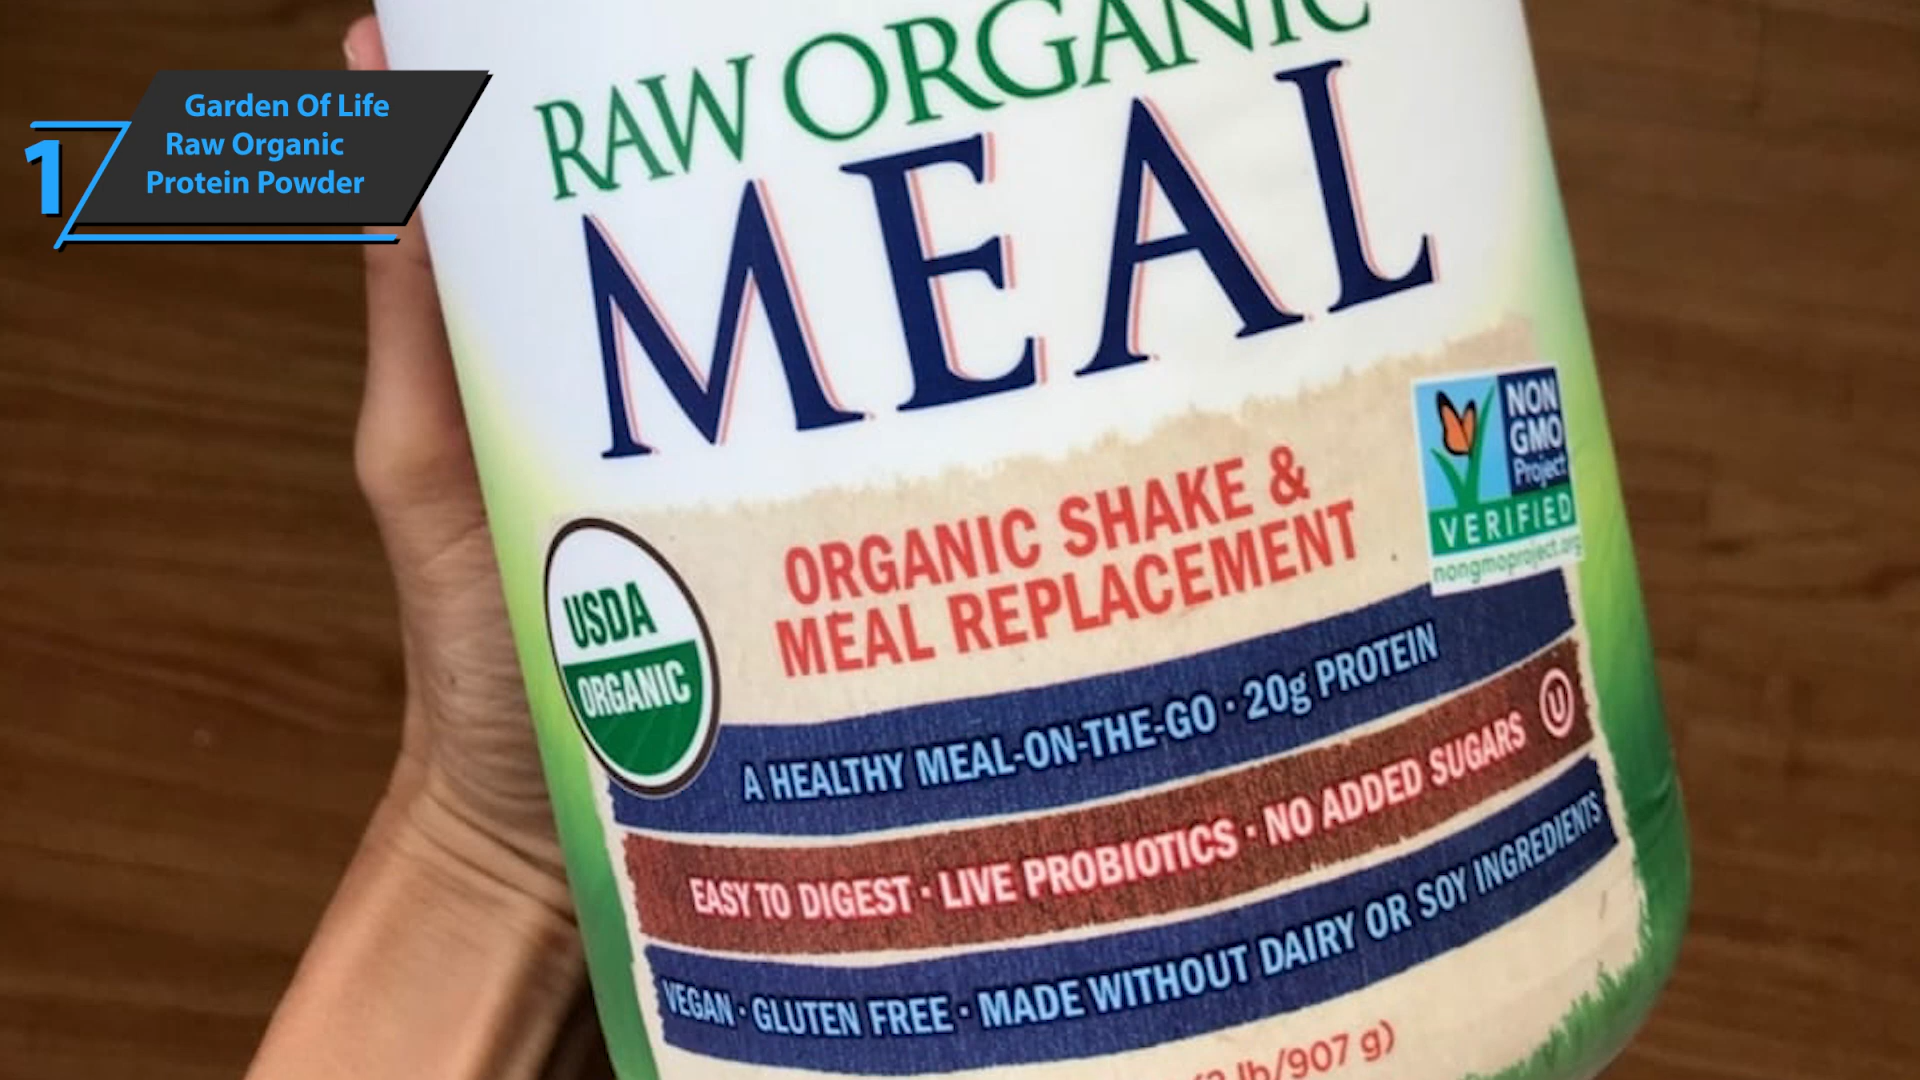 1
Garden Of Life
Raw Organic
Protein Powder
RAW ORGANIC
MEAL
ORGANIC SHAKE &
MEAL REPLACEMENT
NON
GMO
Project
VERIFIED
nongmoproject.org
USDA
ORGANIC
A HEALTHY MEAL-ON-THE-GO · 20g PROTEIN
EASY TO DIGEST · LIVE PROBIOTICS · NO ADDED SUGARS U
VEGAN · GLUTEN FREE · MADE WITHOUT DAIRY OR SOY INGREDIENTS
lb/907 g)